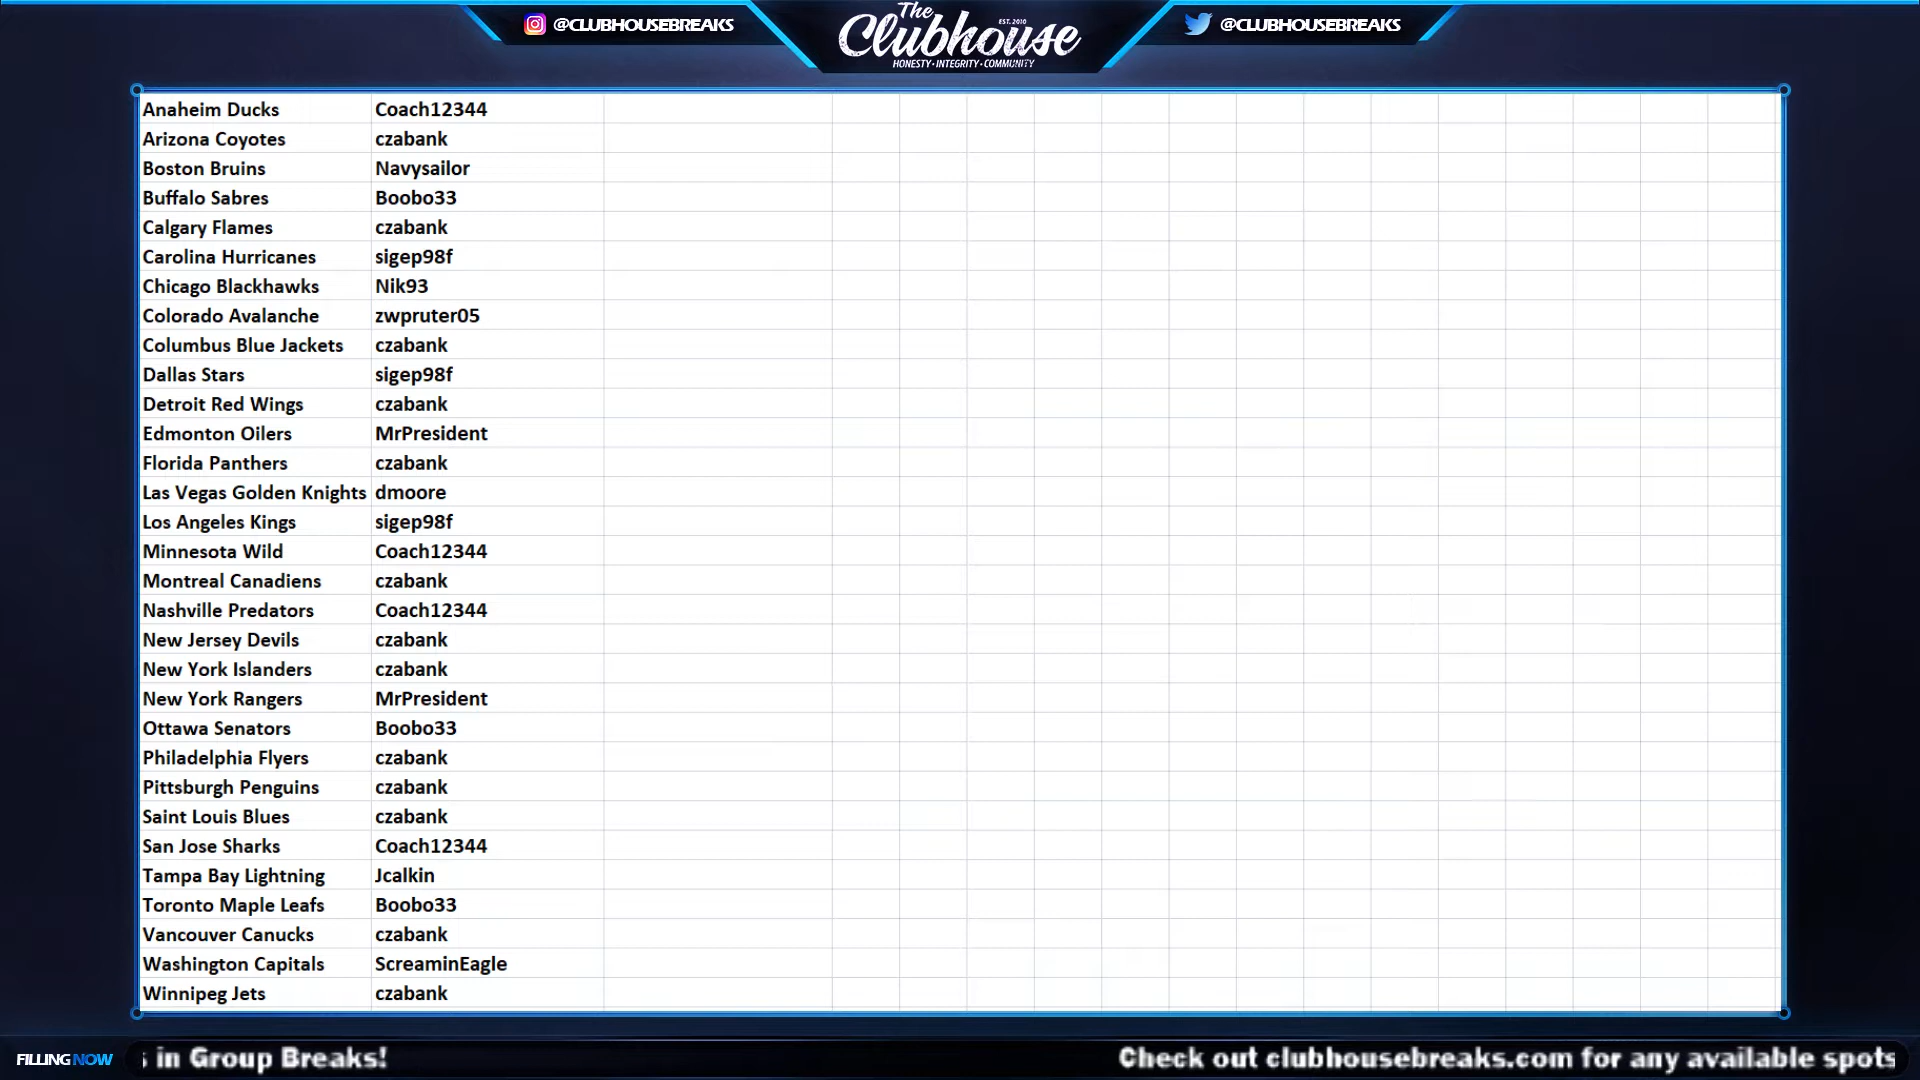 @CLUBHOUSEBREAKS
The Clubhouse
EST. 2010
HONESTY • INTEGRITY • COMMUNITY
@CLUBHOUSEBREAKS
Anaheim Ducks Coach12344
Arizona Coyotes czabank
Boston Bruins Navysailor
Buffalo Sabres Boobo33
Calgary Flames czabank
Carolina Hurricanes sigep98f
Chicago Blackhawks Nik93
Colorado Avalanche zwpruter05
Columbus Blue Jackets czabank
Dallas Stars sigep98f
Detroit Red Wings czabank
Edmonton Oilers MrPresident
Florida Panthers czabank
Las Vegas Golden Knights dmoore
Los Angeles Kings sigep98f
Minnesota Wild Coach12344
Montreal Canadiens czabank
Nashville Predators Coach12344
New Jersey Devils czabank
New York Islanders czabank
New York Rangers MrPresident
Ottawa Senators Boobo33
Philadelphia Flyers czabank
Pittsburgh Penguins czabank
Saint Louis Blues czabank
San Jose Sharks Coach12344
Tampa Bay Lightning Jcalkin
Toronto Maple Leafs Boobo33
Vancouver Canucks czabank
Washington Capitals ScreaminEagle
Winnipeg Jets czabank
FILLING NOW s in Group Breaks! Check out clubhousebreaks.com for any available spots